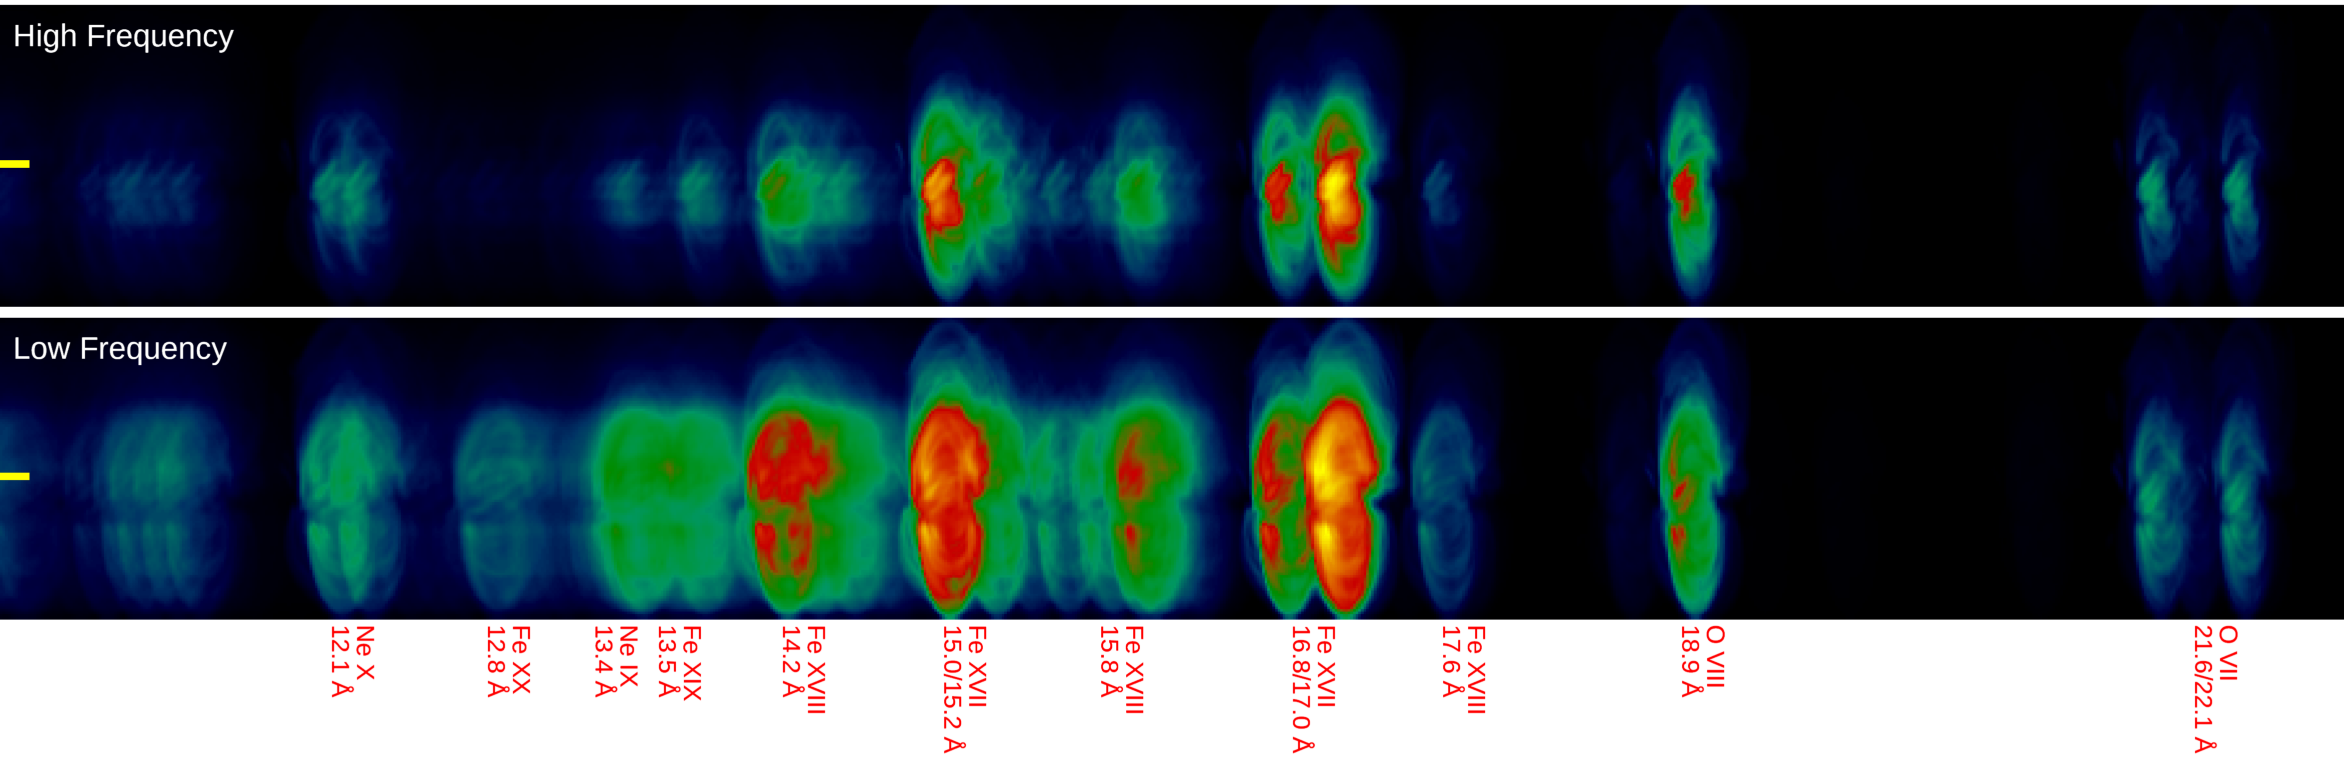 High Frequency
Low Frequency
Ne X
12.1 Å
Fe XX
12.8 Å
Ne IX
13.4 Å
Fe XIX
13.5 Å
Fe XVIII
14.2 Å
Fe XVII
15.0/15.2 Å
Fe XVIII
15.8 Å
Fe XVII
16.8/17.0 Å
Fe XVIII
17.6 Å
O VIII
18.9 Å
O VII
21.6/22.1 Å